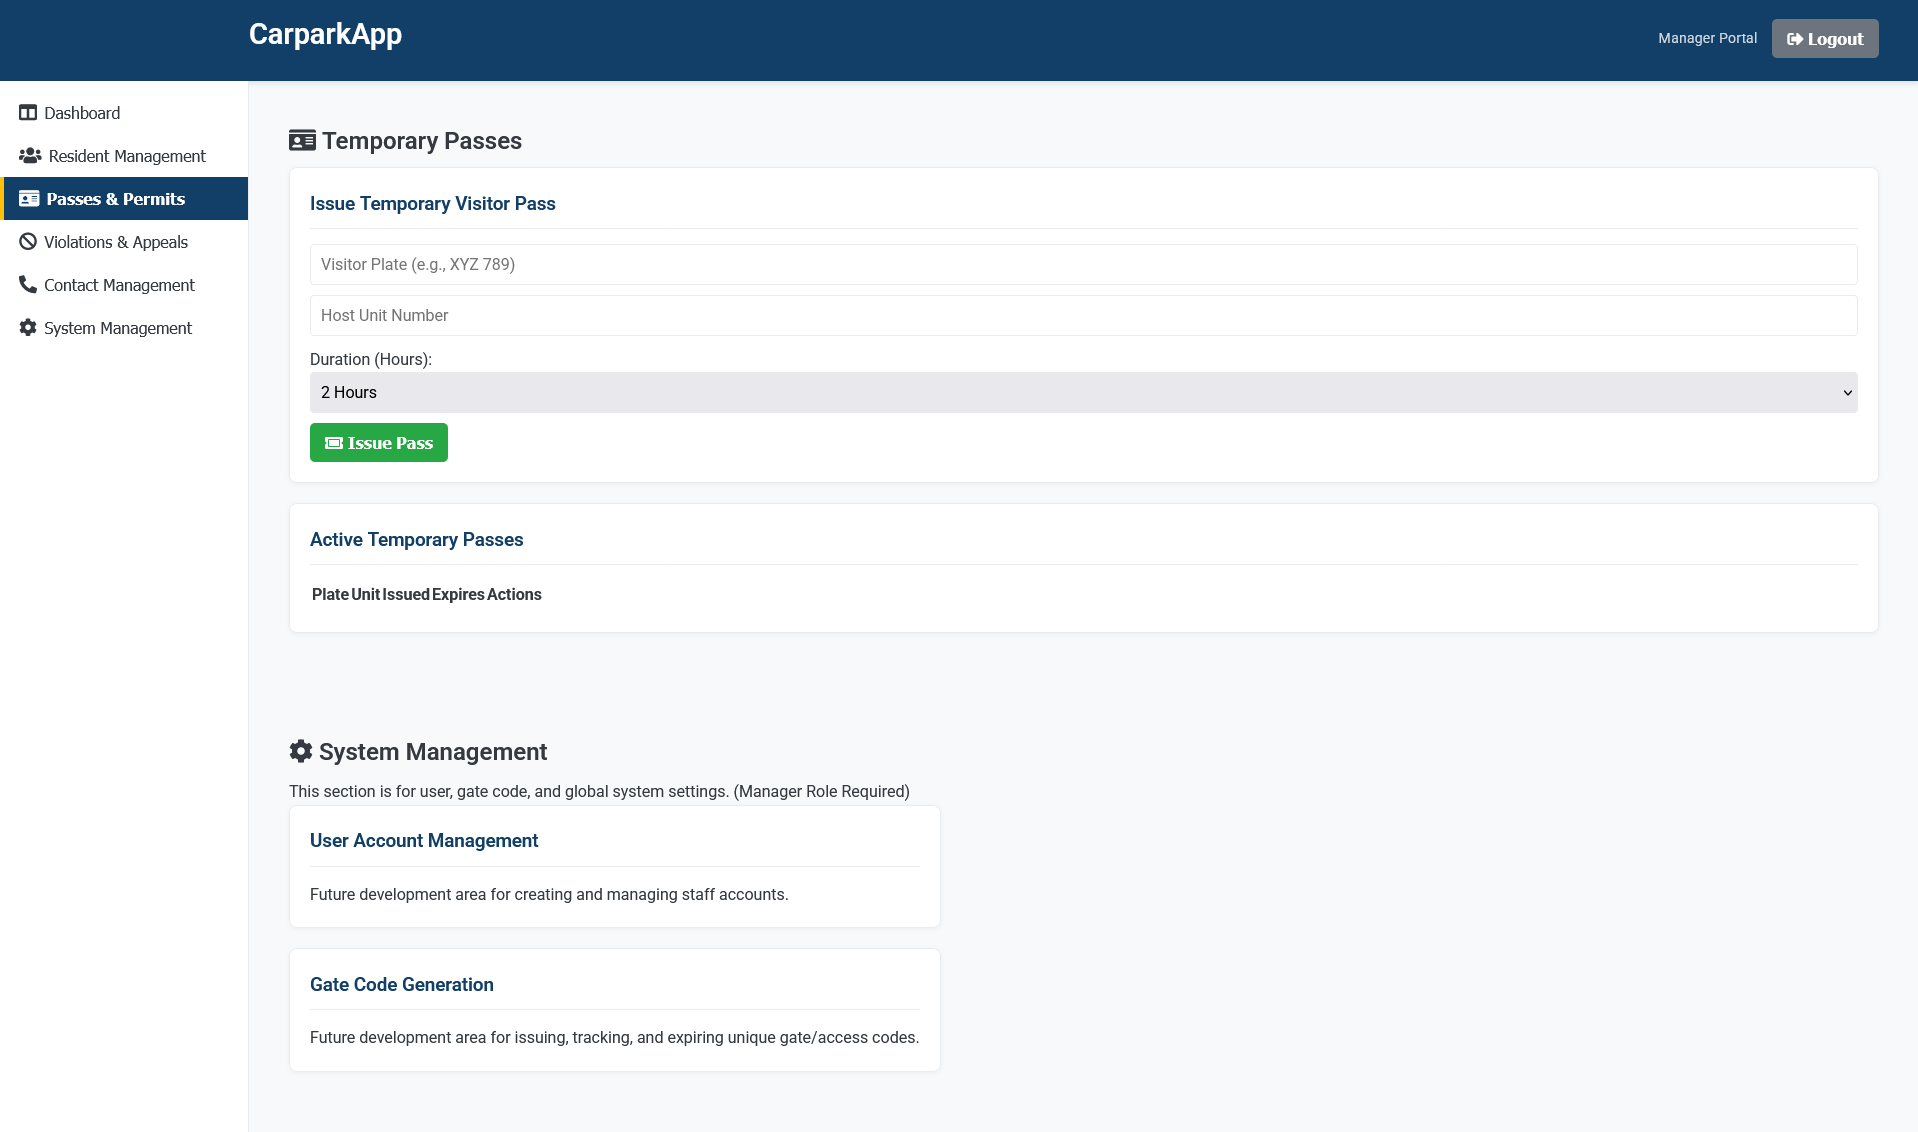 CarparkApp
Manager Portal
Logout
Dashboard
Resident Management
Passes & Permits
Violations & Appeals
Contact Management
System Management
Temporary Passes
Issue Temporary Visitor Pass
Visitor Plate (e.g., XYZ 789)
Host Unit Number
Duration (Hours):
2 Hours
Issue Pass
Active Temporary Passes
Plate Unit Issued Expires Actions
System Management
This section is for user, gate code, and global system settings. (Manager Role Required)
User Account Management
Future development area for creating and managing staff accounts.
Gate Code Generation
Future development area for issuing, tracking, and expiring unique gate/access codes.